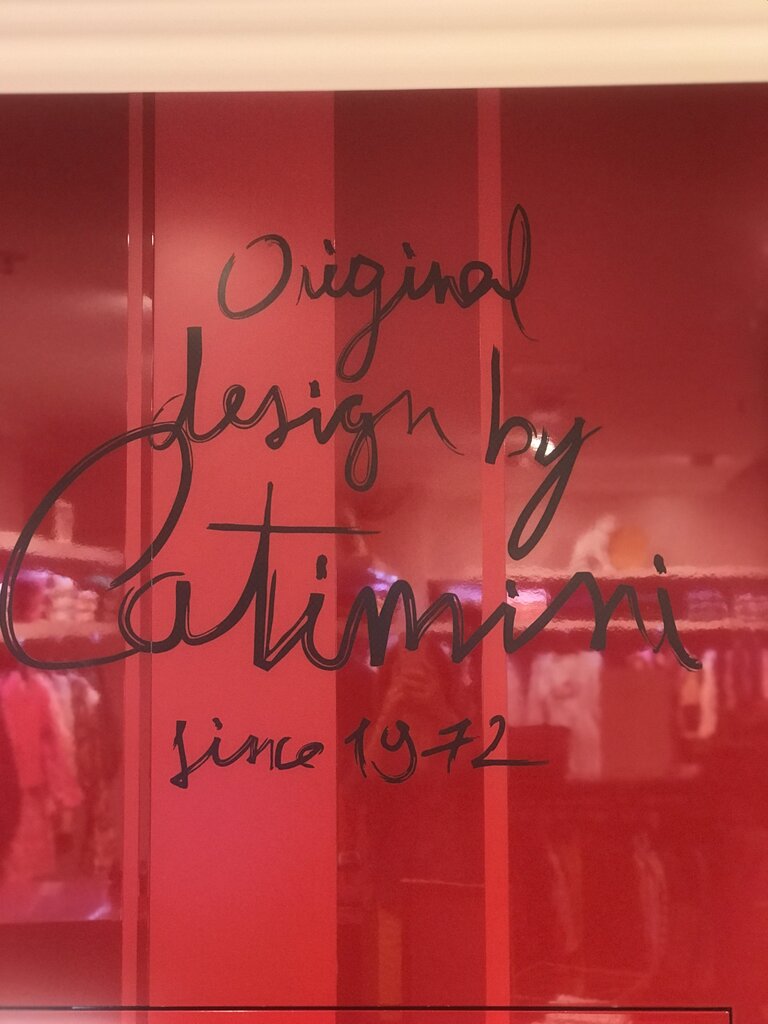 Original
design by
Catimini
since 1972